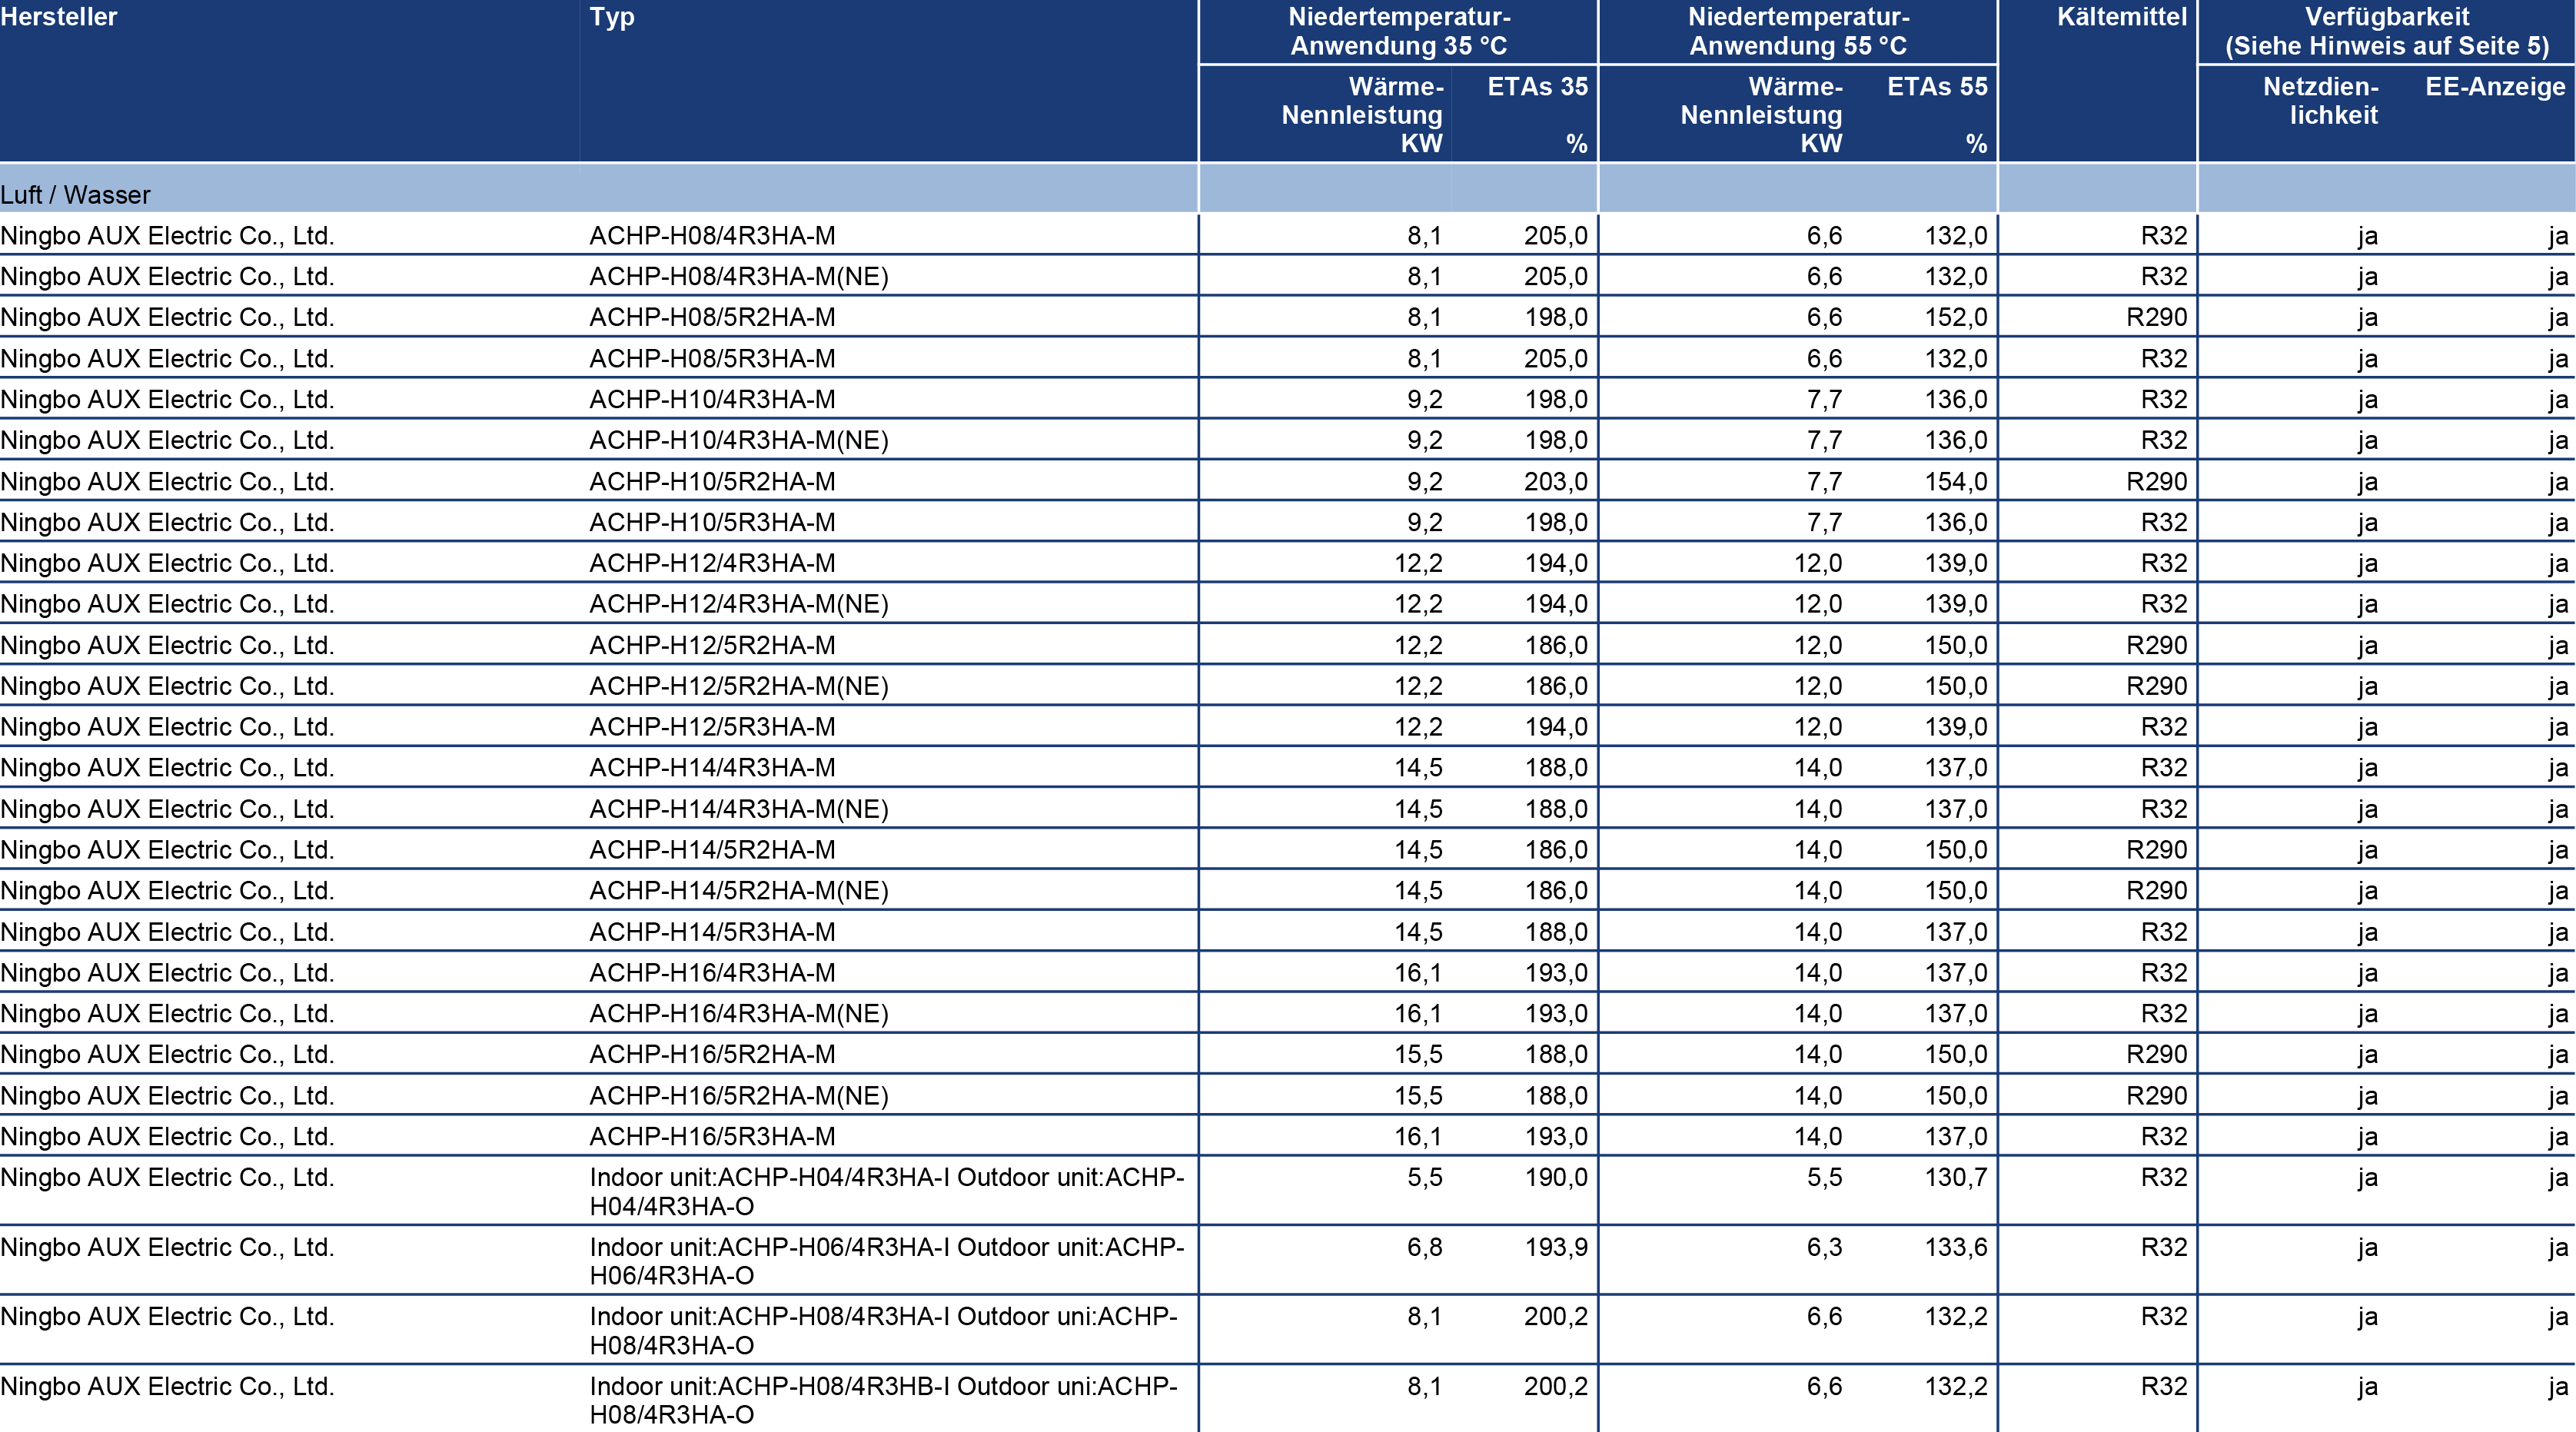 Hersteller Typ Niedertemperatur- Niedertemperatur- Kältemittel Verfügbarkeit
Anwendung 35 °C Anwendung 55 °C (Siehe Hinweis auf Seite 5)
Wärme- ETAs 35 Wärme- ETAs 55 Netzdien- EE-Anzeige
Nennleistung Nennleistung lichkeit
KW % KW %
Luft / Wasser
Ningbo AUX Electric Co., Ltd. ACHP-H08/4R3HA-M 8,1 205,0 6,6 132,0 R32 ja ja
Ningbo AUX Electric Co., Ltd. ACHP-H08/4R3HA-M(NE) 8,1 205,0 6,6 132,0 R32 ja ja
Ningbo AUX Electric Co., Ltd. ACHP-H08/5R2HA-M 8,1 198,0 6,6 152,0 R290 ja ja
Ningbo AUX Electric Co., Ltd. ACHP-H08/5R3HA-M 8,1 205,0 6,6 132,0 R32 ja ja
Ningbo AUX Electric Co., Ltd. ACHP-H10/4R3HA-M 9,2 198,0 7,7 136,0 R32 ja ja
Ningbo AUX Electric Co., Ltd. ACHP-H10/4R3HA-M(NE) 9,2 198,0 7,7 136,0 R32 ja ja
Ningbo AUX Electric Co., Ltd. ACHP-H10/5R2HA-M 9,2 203,0 7,7 154,0 R290 ja ja
Ningbo AUX Electric Co., Ltd. ACHP-H10/5R3HA-M 9,2 198,0 7,7 136,0 R32 ja ja
Ningbo AUX Electric Co., Ltd. ACHP-H12/4R3HA-M 12,2 194,0 12,0 139,0 R32 ja ja
Ningbo AUX Electric Co., Ltd. ACHP-H12/4R3HA-M(NE) 12,2 194,0 12,0 139,0 R32 ja ja
Ningbo AUX Electric Co., Ltd. ACHP-H12/5R2HA-M 12,2 186,0 12,0 150,0 R290 ja ja
Ningbo AUX Electric Co., Ltd. ACHP-H12/5R2HA-M(NE) 12,2 186,0 12,0 150,0 R290 ja ja
Ningbo AUX Electric Co., Ltd. ACHP-H12/5R3HA-M 12,2 194,0 12,0 139,0 R32 ja ja
Ningbo AUX Electric Co., Ltd. ACHP-H14/4R3HA-M 14,5 188,0 14,0 137,0 R32 ja ja
Ningbo AUX Electric Co., Ltd. ACHP-H14/4R3HA-M(NE) 14,5 188,0 14,0 137,0 R32 ja ja
Ningbo AUX Electric Co., Ltd. ACHP-H14/5R2HA-M 14,5 186,0 14,0 150,0 R290 ja ja
Ningbo AUX Electric Co., Ltd. ACHP-H14/5R2HA-M(NE) 14,5 186,0 14,0 150,0 R290 ja ja
Ningbo AUX Electric Co., Ltd. ACHP-H14/5R3HA-M 14,5 188,0 14,0 137,0 R32 ja ja
Ningbo AUX Electric Co., Ltd. ACHP-H16/4R3HA-M 16,1 193,0 14,0 137,0 R32 ja ja
Ningbo AUX Electric Co., Ltd. ACHP-H16/4R3HA-M(NE) 16,1 193,0 14,0 137,0 R32 ja ja
Ningbo AUX Electric Co., Ltd. ACHP-H16/5R2HA-M 15,5 188,0 14,0 150,0 R290 ja ja
Ningbo AUX Electric Co., Ltd. ACHP-H16/5R2HA-M(NE) 15,5 188,0 14,0 150,0 R290 ja ja
Ningbo AUX Electric Co., Ltd. ACHP-H16/5R3HA-M 16,1 193,0 14,0 137,0 R32 ja ja
Ningbo AUX Electric Co., Ltd. Indoor unit:ACHP-H04/4R3HA-I Outdoor unit:ACHP- 5,5 190,0 5,5 130,7 R32 ja ja
H04/4R3HA-O
Ningbo AUX Electric Co., Ltd. Indoor unit:ACHP-H06/4R3HA-I Outdoor unit:ACHP- 6,8 193,9 6,3 133,6 R32 ja ja
H06/4R3HA-O
Ningbo AUX Electric Co., Ltd. Indoor unit:ACHP-H08/4R3HA-I Outdoor uni:ACHP- 8,1 200,2 6,6 132,2 R32 ja ja
H08/4R3HA-O
Ningbo AUX Electric Co., Ltd. Indoor unit:ACHP-H08/4R3HB-I Outdoor uni:ACHP- 8,1 200,2 6,6 132,2 R32 ja ja
H08/4R3HA-O